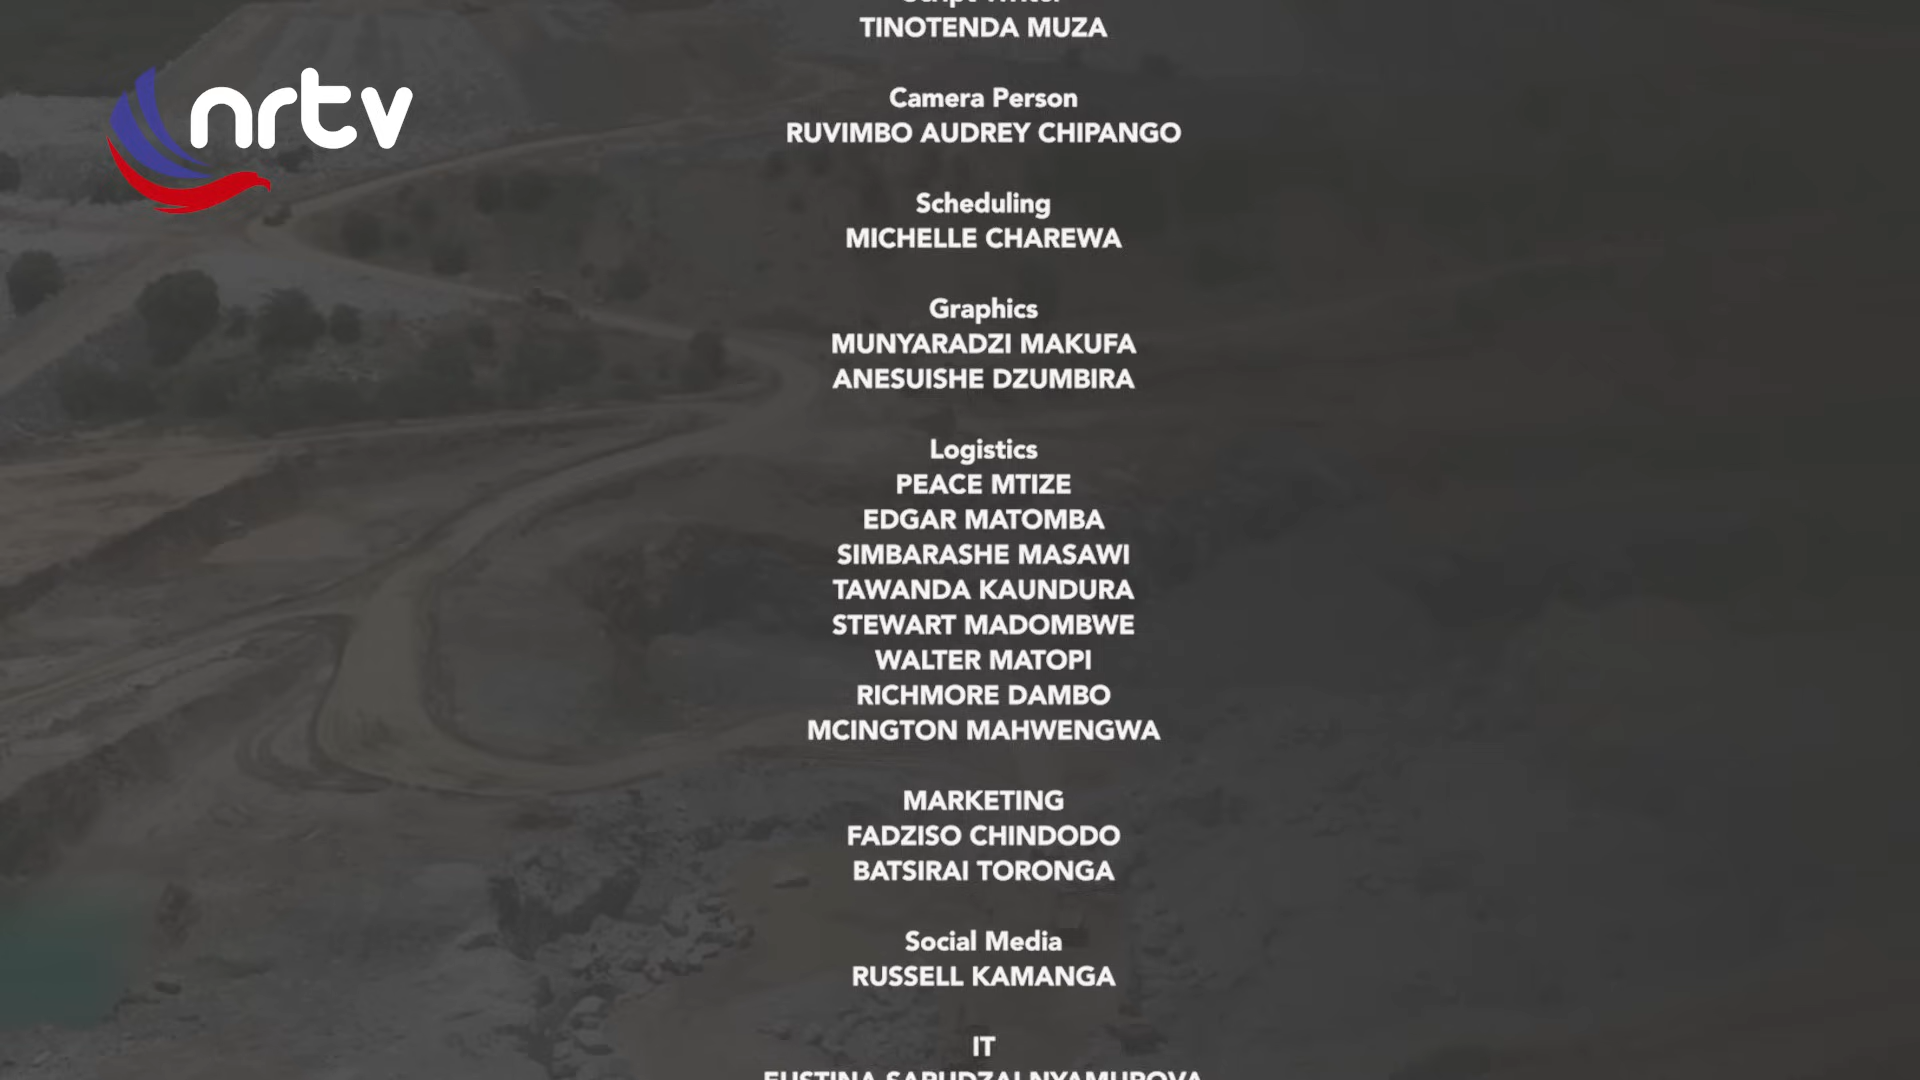 Script Writer
TINOTENDA MUZA
nrtv
Camera Person
RUVIMBO AUDREY CHIPANGO
Scheduling
MICHELLE CHAREWA
Graphics
MUNYARADZI MAKUFA
ANESUISHE DZUMBIRA
Logistics
PEACE MTIZE
EDGAR MATOMBA
SIMBARASHE MASAWI
TAWANDA KAUNDURA
STEWART MADOMBWE
WALTER MATOPI
RICHMORE DAMBO
MCINGTON MAHWENGWA
MARKETING
FADZISO CHINDODO
BATSIRAI TORONGA
Social Media
RUSSELL KAMANGA
IT